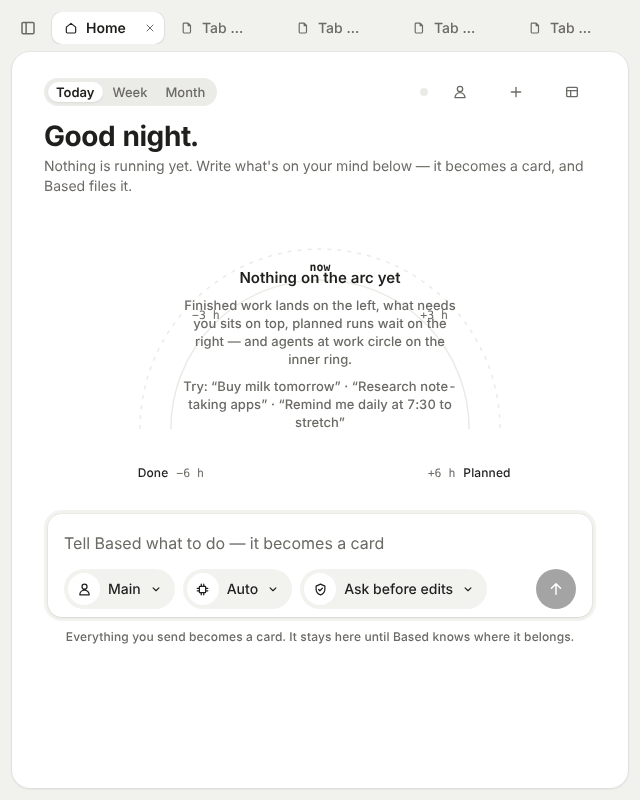 Home
Tab ...
Tab ...
Tab ...
Tab ...
Today Week Month
Good night.
Nothing is running yet. Write what's on your mind below — it becomes a card, and
Based files it.
now
Nothing on the arc yet
Finished work lands on the left, what needs
−3 h
+3 h
you sits on top, planned runs wait on the
right — and agents at work circle on the
inner ring.
Try: “Buy milk tomorrow” · “Research note-
taking apps” · “Remind me daily at 7:30 to
stretch”
Done −6 h
+6 h Planned
Tell Based what to do — it becomes a card
Main
Auto
Ask before edits
Everything you send becomes a card. It stays here until Based knows where it belongs.